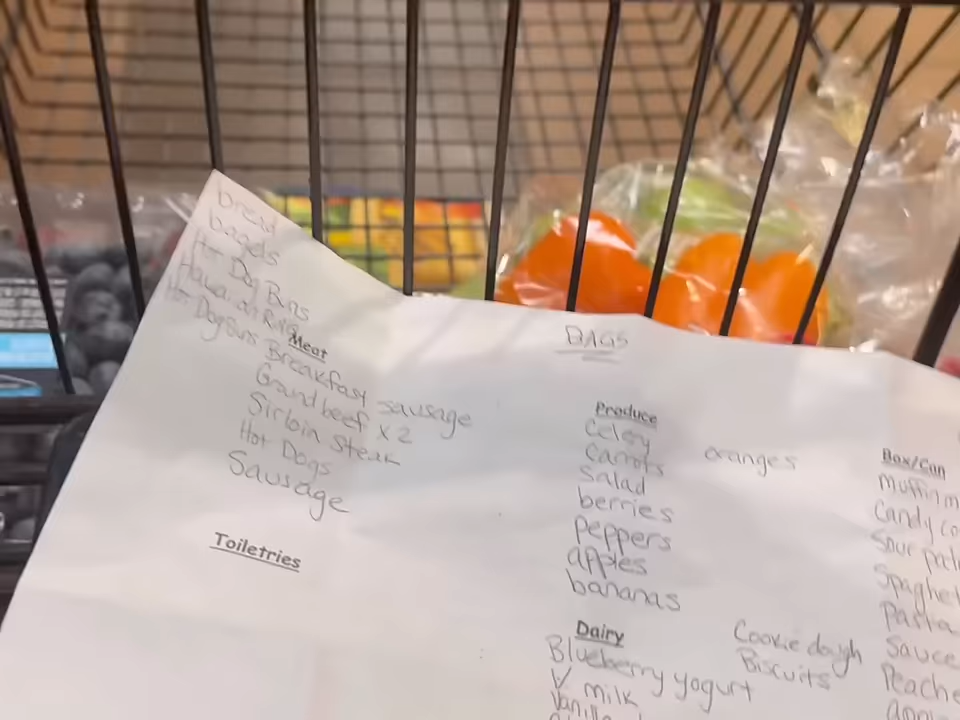 bread
bagels
Hot Dog Buns
Hawaiian Rolls
Hot Dog Buns
Meat
Breakfast sausage
Ground beef x2
Sirloin steak
Hot Dogs
Sausage
Toiletries
BAGS
Produce
celery
carrots oranges
salad
berries
peppers
apples
bananas
Dairy
Blueberry yogurt Cookie dough
milk Biscuits
Box/Can
Pasta
Sauce